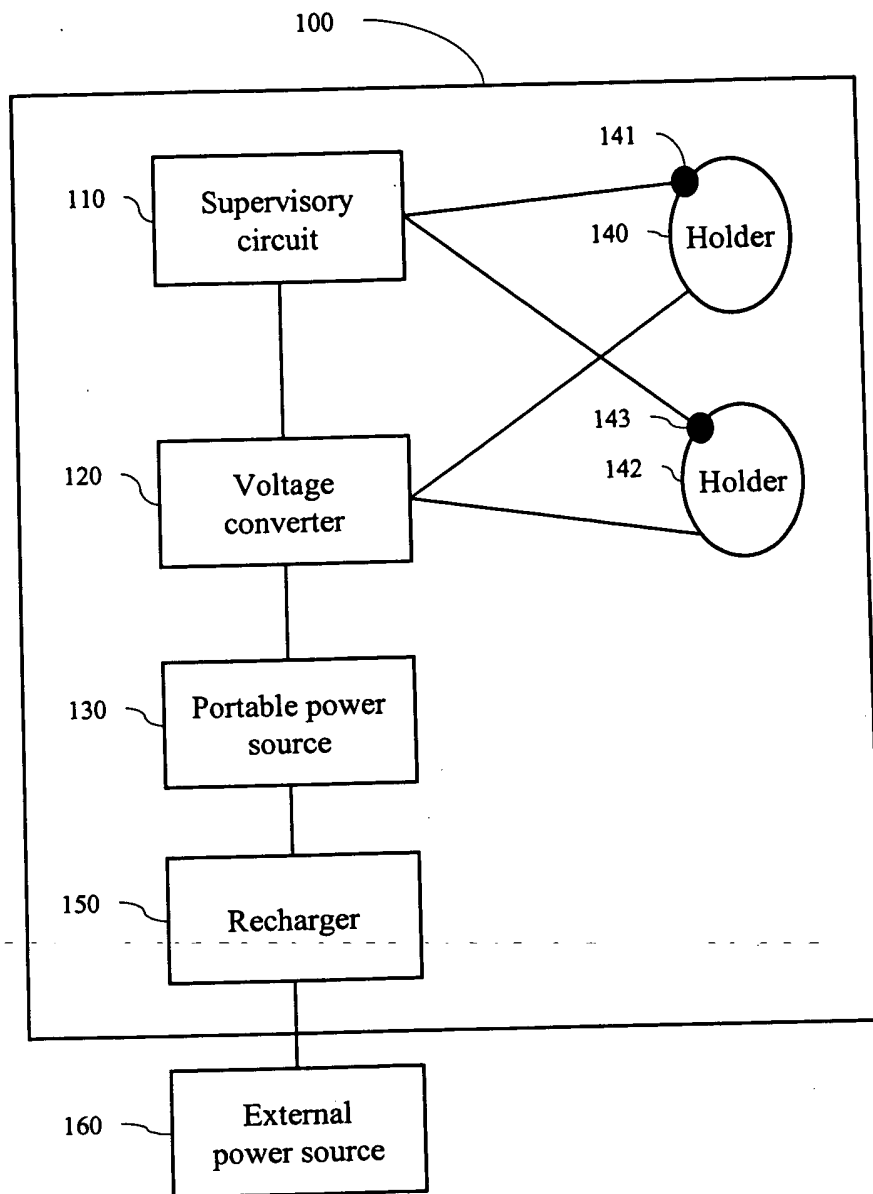 100
141
110
Supervisory
circuit
140
Holder
143
120
Voltage
converter
142
Holder
130
Portable power
source
150
Recharger
160
External
power source